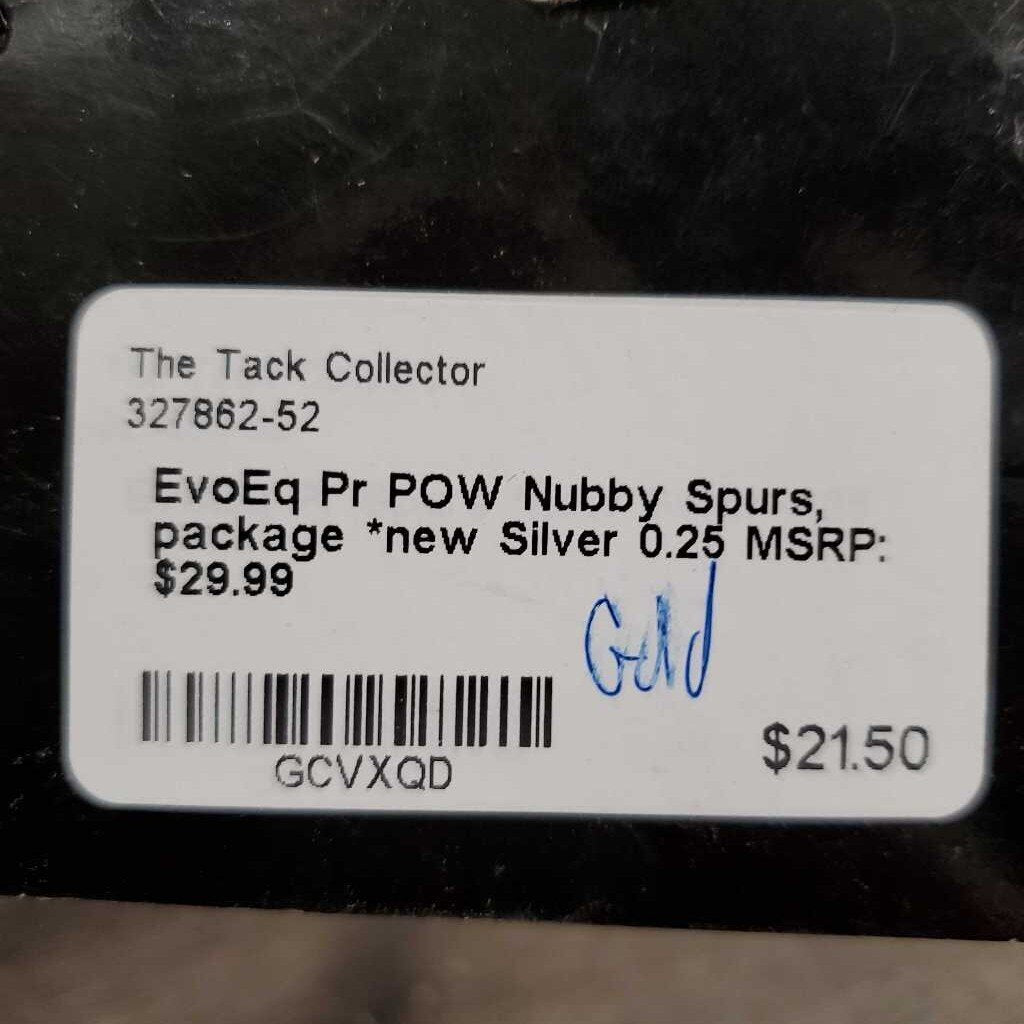 The Tack Collector
327862-52
EvoEq Pr POW Nubby Spurs,
package *new Silver 0.25 MSRP:
$29.99
Gold
GCVXQD
$21.50